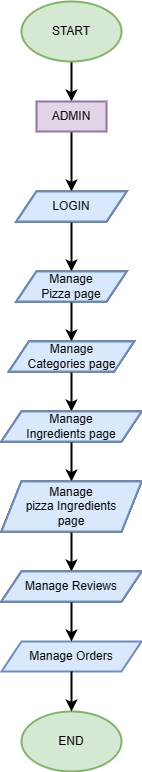 START
ADMIN
LOGIN
Manage
Pizza page
Manage
Categories page
Manage
Ingredients page
Manage
pizza Ingredients
page
Manage Reviews
Manage Orders
END